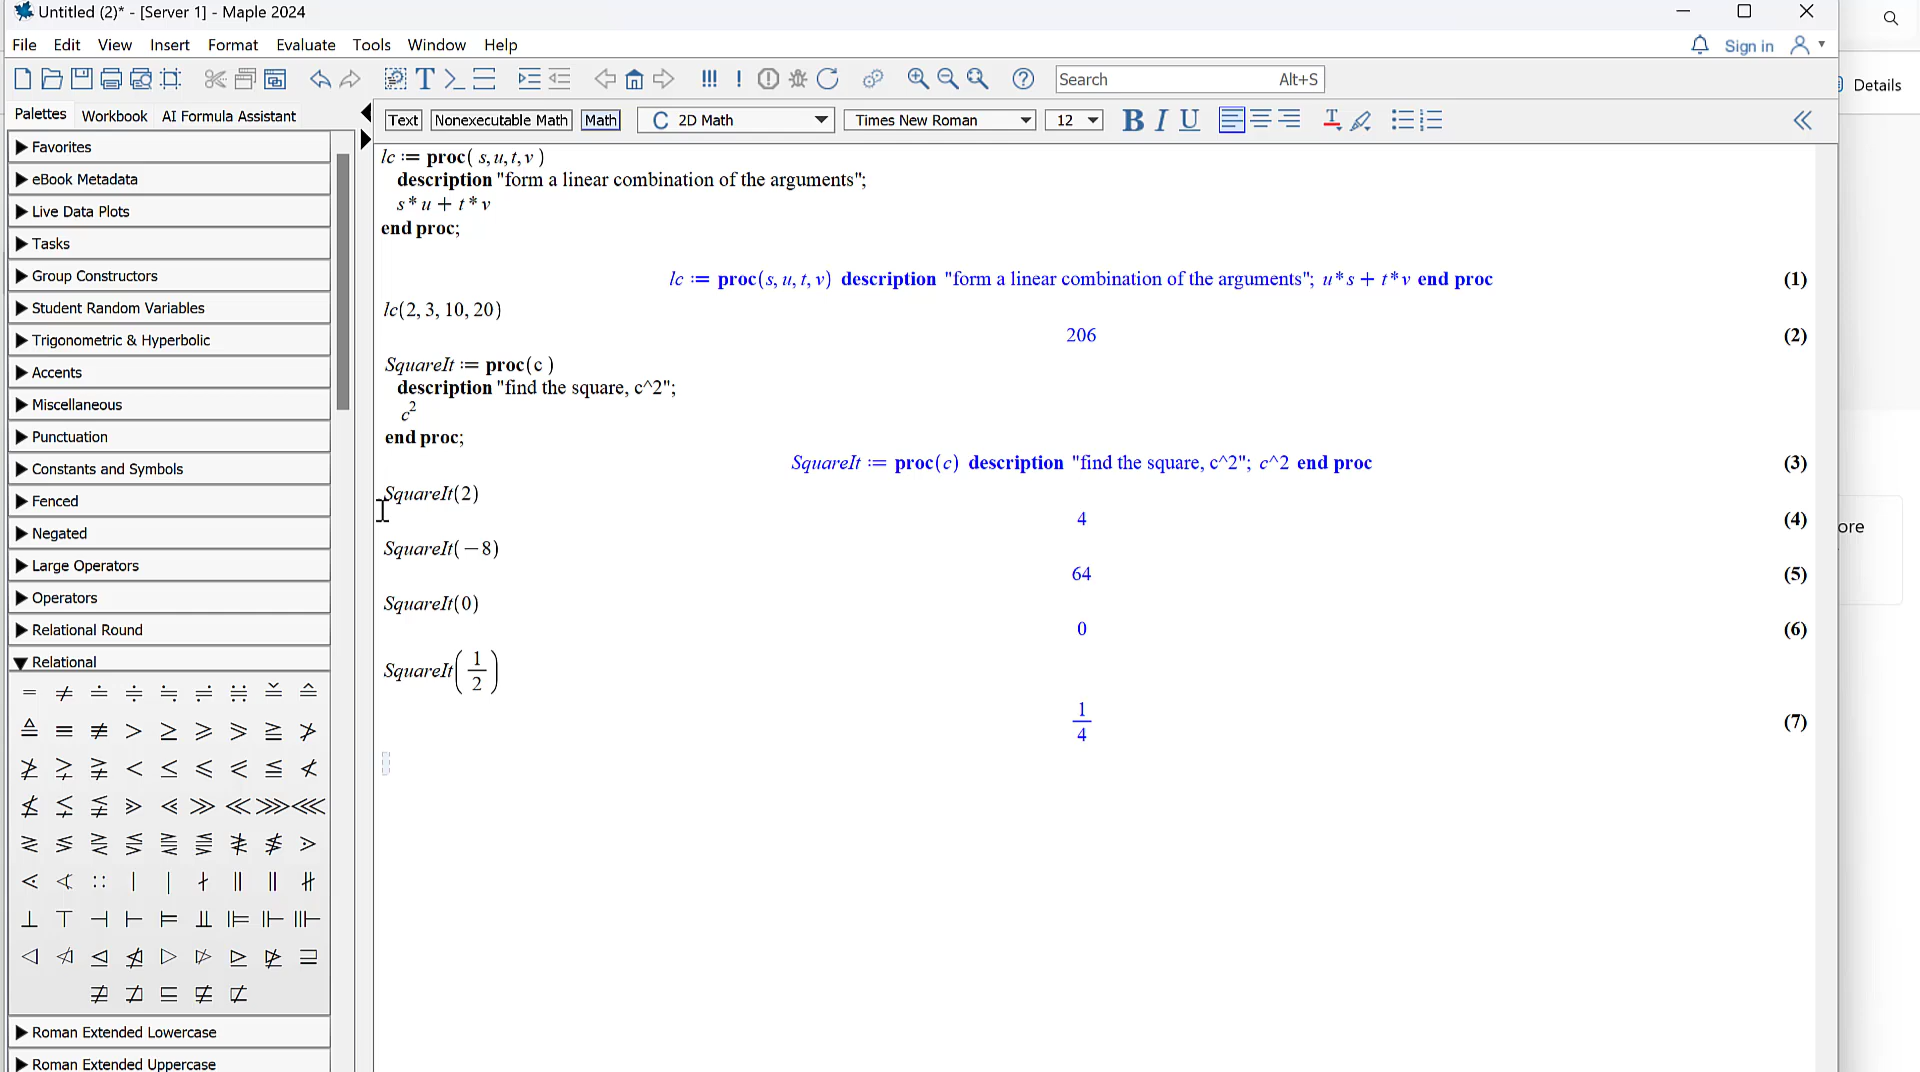 Untitled (2)* - [Server 1] - Maple 2024
File Edit View Insert Format Evaluate Tools Window Help
Sign in
Search Alt+S
Details
Palettes Workbook AI Formula Assistant
Text Nonexecutable Math Math C 2D Math Times New Roman 12 B I U
Favorites
eBook Metadata
Live Data Plots
Tasks
Group Constructors
Student Random Variables
Trigonometric & Hyperbolic
Accents
Miscellaneous
Punctuation
Constants and Symbols
Fenced
Negated
Large Operators
Operators
Relational Round
Relational
= ≠ ≐ ≑ ≒ ≓
≡ ≢ > ≥ ⩾ ⩾ ≧ ≯
< ≤ ⩽ ⩽ ≦ ≮
≫ ≪ ⋙ ⋘
Roman Extended Lowercase
Roman Extended Uppercase
lc := proc( s, u, t, v )
description "form a linear combination of the arguments";
s * u + t * v
end proc;
lc := proc(s, u, t, v) description "form a linear combination of the arguments"; u*s + t*v end proc (1)
lc(2, 3, 10, 20)
206 (2)
SquareIt := proc(c )
description "find the square, c^2";
c²
end proc;
SquareIt := proc(c) description "find the square, c^2"; c^2 end proc (3)
SquareIt(2)
4 (4)
SquareIt( −8)
64 (5)
SquareIt(0)
0 (6)
SquareIt(1/2)
1/4 (7)
ore